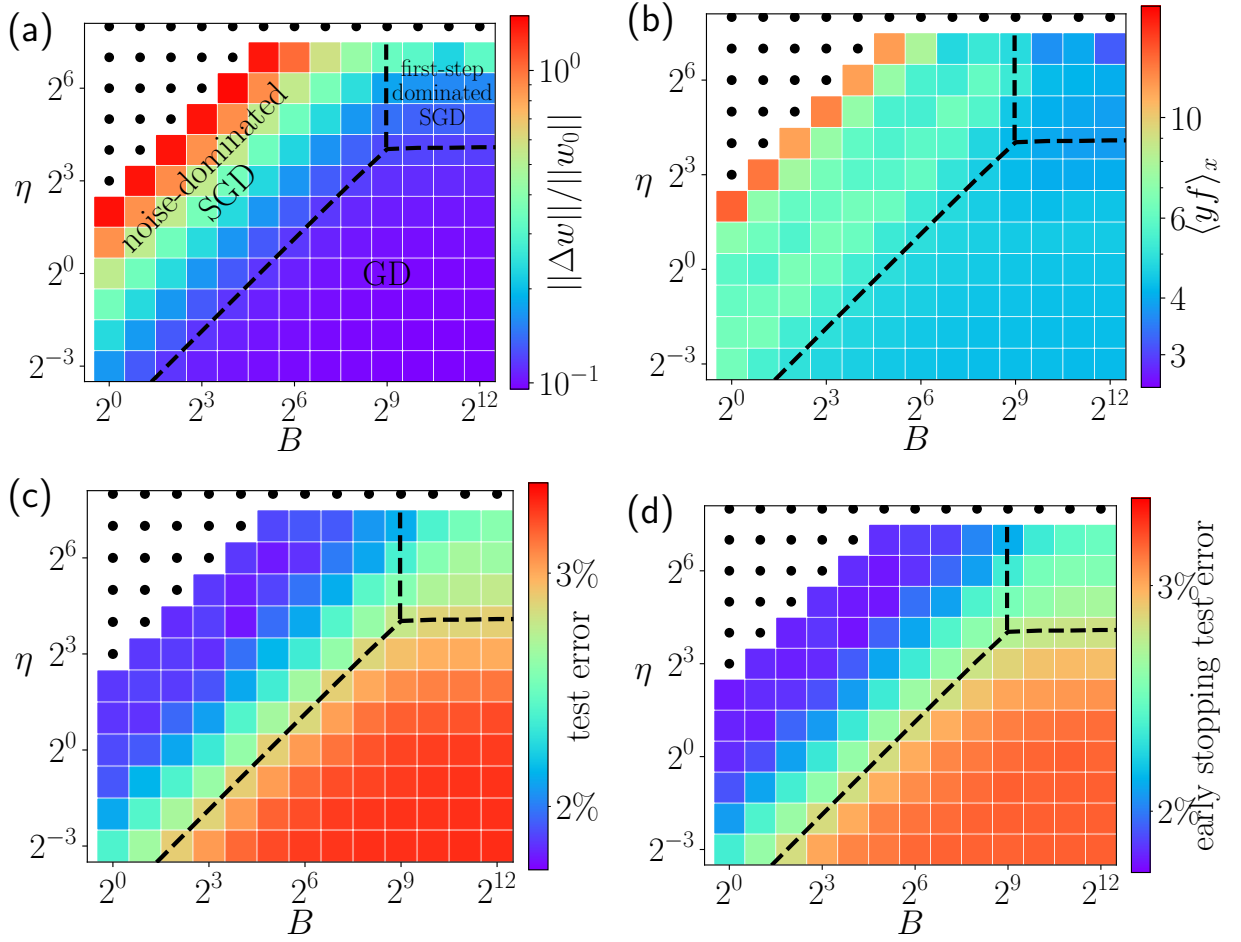 (a)
η
2^6
2^3
2^0
2^{-3}
2^0 2^3 2^6 2^9 2^12
B
noise-dominated
SGD
first-step
dominated
SGD
GD
10^0
10^{-1}
||Δw||/||w_0||
(b)
η
2^6
2^3
2^0
2^{-3}
2^0 2^3 2^6 2^9 2^12
B
10
6
4
3
⟨yf⟩_x
(c)
η
2^6
2^3
2^0
2^{-3}
2^0 2^3 2^6 2^9 2^12
B
3%
2%
test error
(d)
η
2^6
2^3
2^0
2^{-3}
2^0 2^3 2^6 2^9 2^12
B
3%
2%
early stopping test error